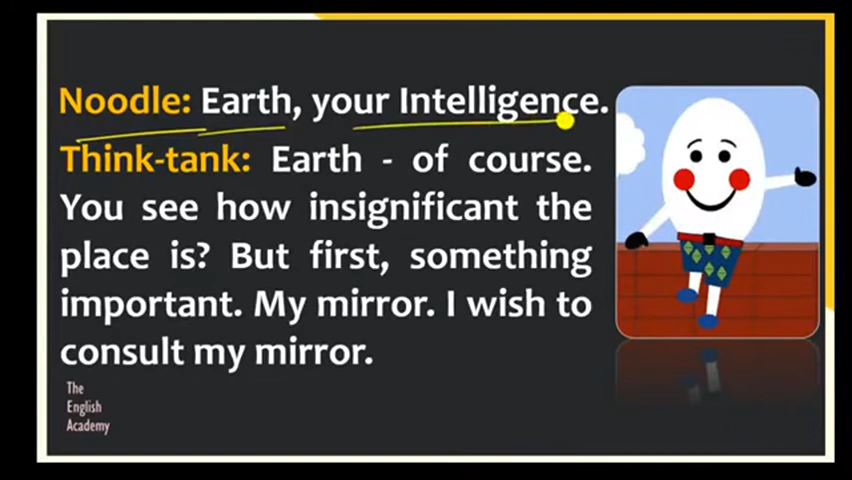 Noodle: Earth, your Intelligence.
Think-tank: Earth - of course.
You see how insignificant the
place is? But first, something
important. My mirror. I wish to
consult my mirror.
The
English
Academy